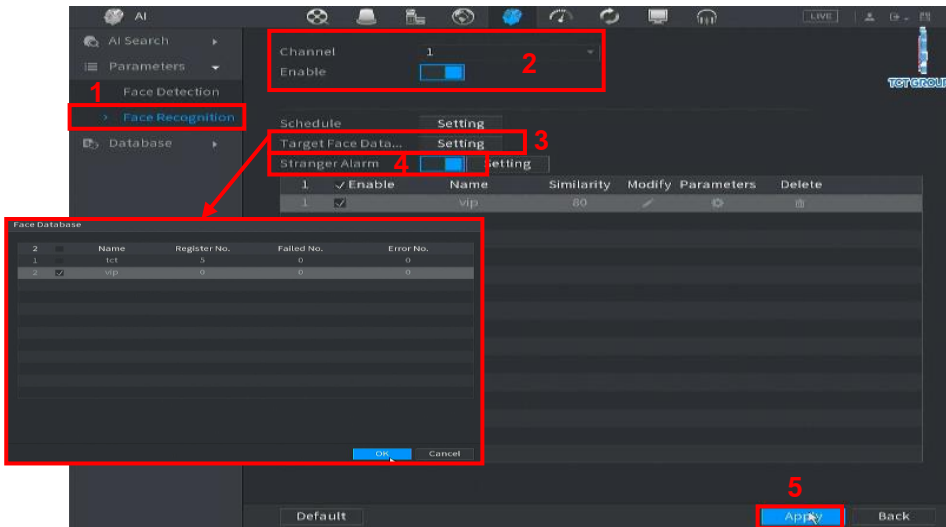 AI
LIVE
AI Search
Parameters
1
Face Detection
Face Recognition
Database
Channel 1
Enable
2
TCT GROUP
Schedule Setting
Target Face Data... Setting 3
Stranger Alarm 4 Setting
1 Enable Name Similarity Modify Parameters Delete
1 vip 80
Face Database
2 Name Register No. Failed No. Error No.
1 tct 5 0 0
2 vip 0 0 0
OK Cancel
5
Default Apply Back